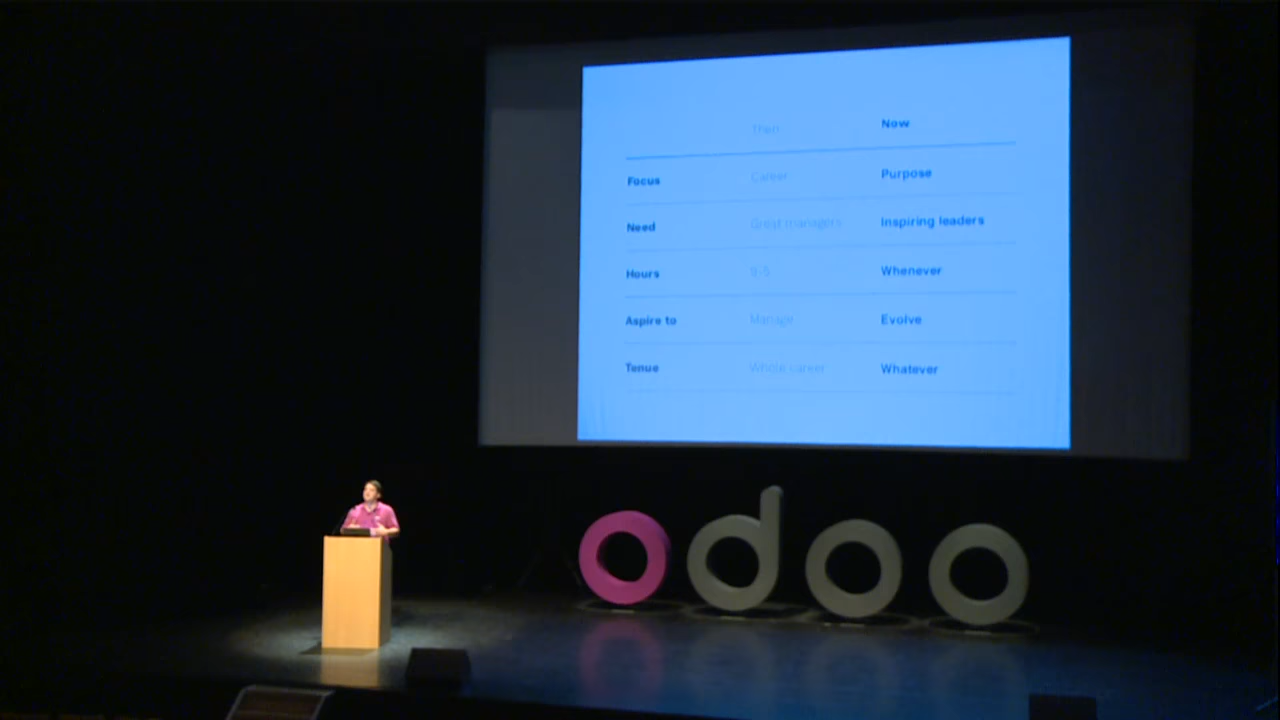 Then Now
Focus Career Purpose
Need Great managers Inspiring leaders
Hours 9-5 Whenever
Aspire to Manage Evolve
Tenue Whole career Whatever
odoo